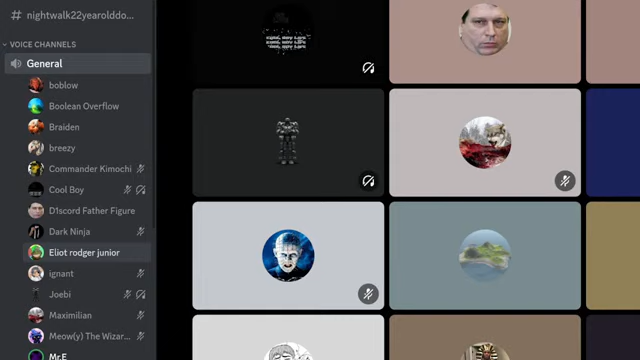 # nightwalk22yearolddo...
VOICE CHANNELS
General
boblow
Boolean Overflow
Braiden
breezy
Commander Kimochi
Cool Boy
D1scord Father Figure
Dark Ninja
Eliot rodger junior
ignant
Joebi
Maximilian
Meow(y) The Wizar...
Mr.E